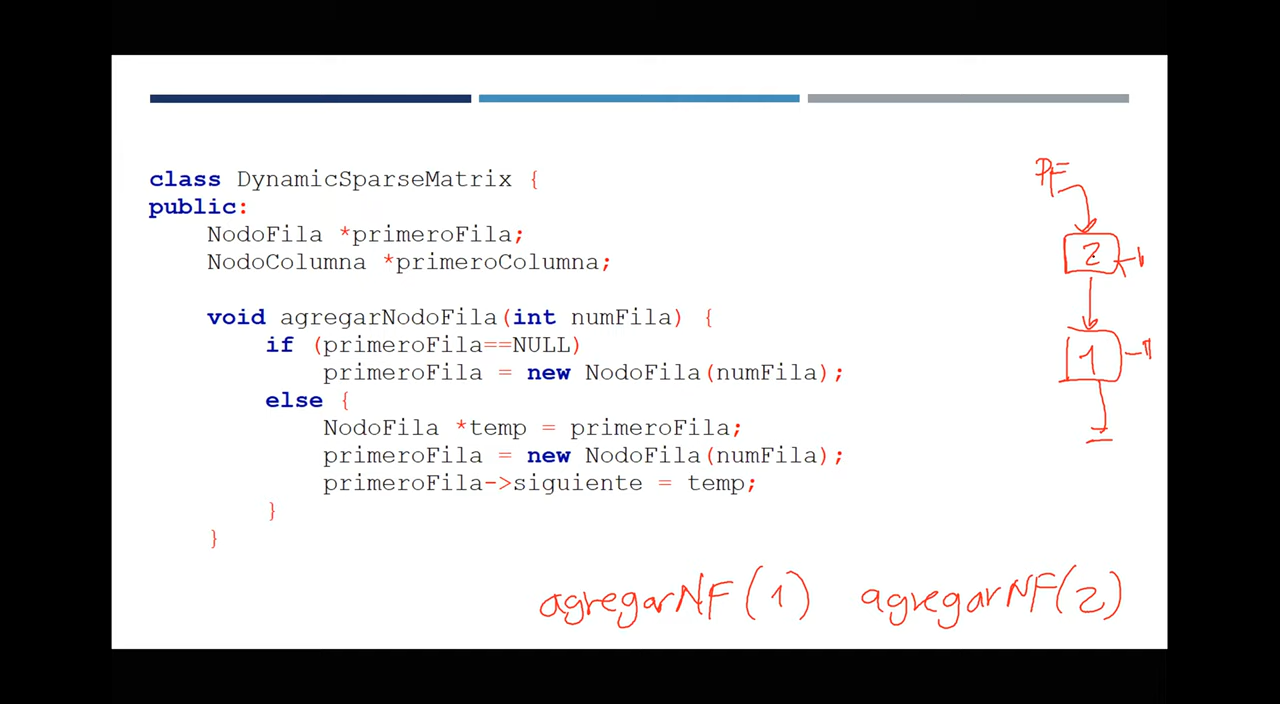 class DynamicSparseMatrix {
public:
NodoFila *primeroFila;
NodoColumna *primeroColumna;
void agregarNodoFila(int numFila) {
if (primeroFila==NULL)
primeroFila = new NodoFila(numFila);
else {
NodoFila *temp = primeroFila;
primeroFila = new NodoFila(numFila);
primeroFila->siguiente = temp;
}
}
PF
2
1
agregarNF(1) agregarNF(2)